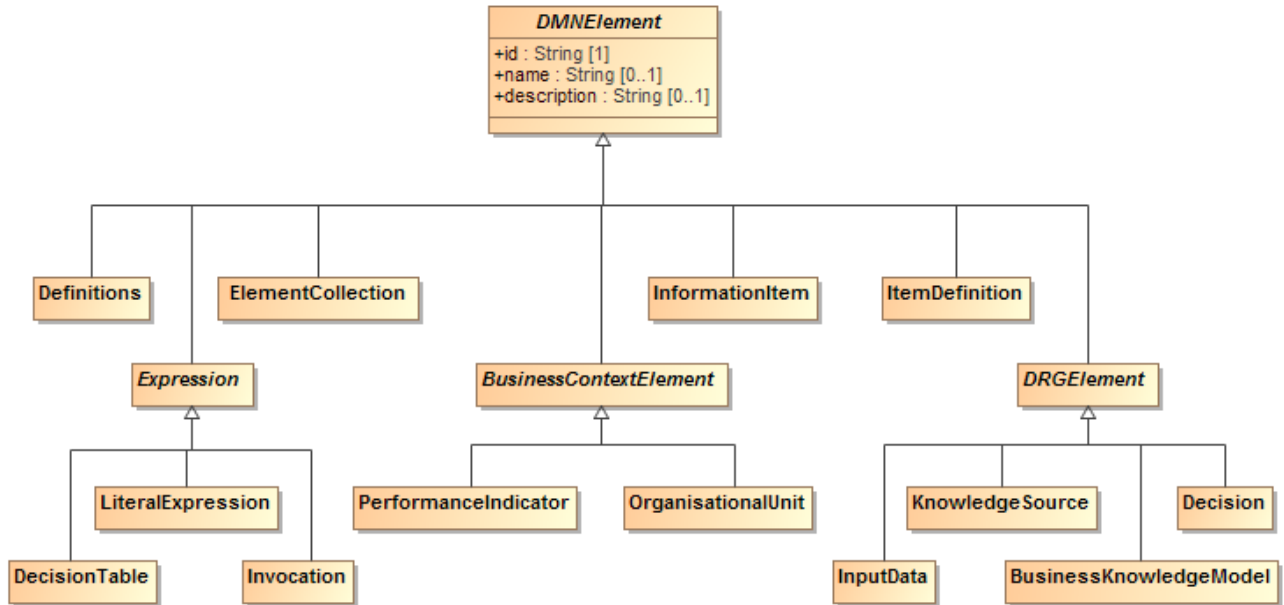 DMNElement
+id : String [1]
+name : String [0..1]
+description : String [0..1]
Definitions
ElementCollection
InformationItem
ItemDefinition
Expression
BusinessContextElement
DRGElement
LiteralExpression
PerformanceIndicator
OrganisationalUnit
KnowledgeSource
Decision
DecisionTable
Invocation
InputData
BusinessKnowledgeModel